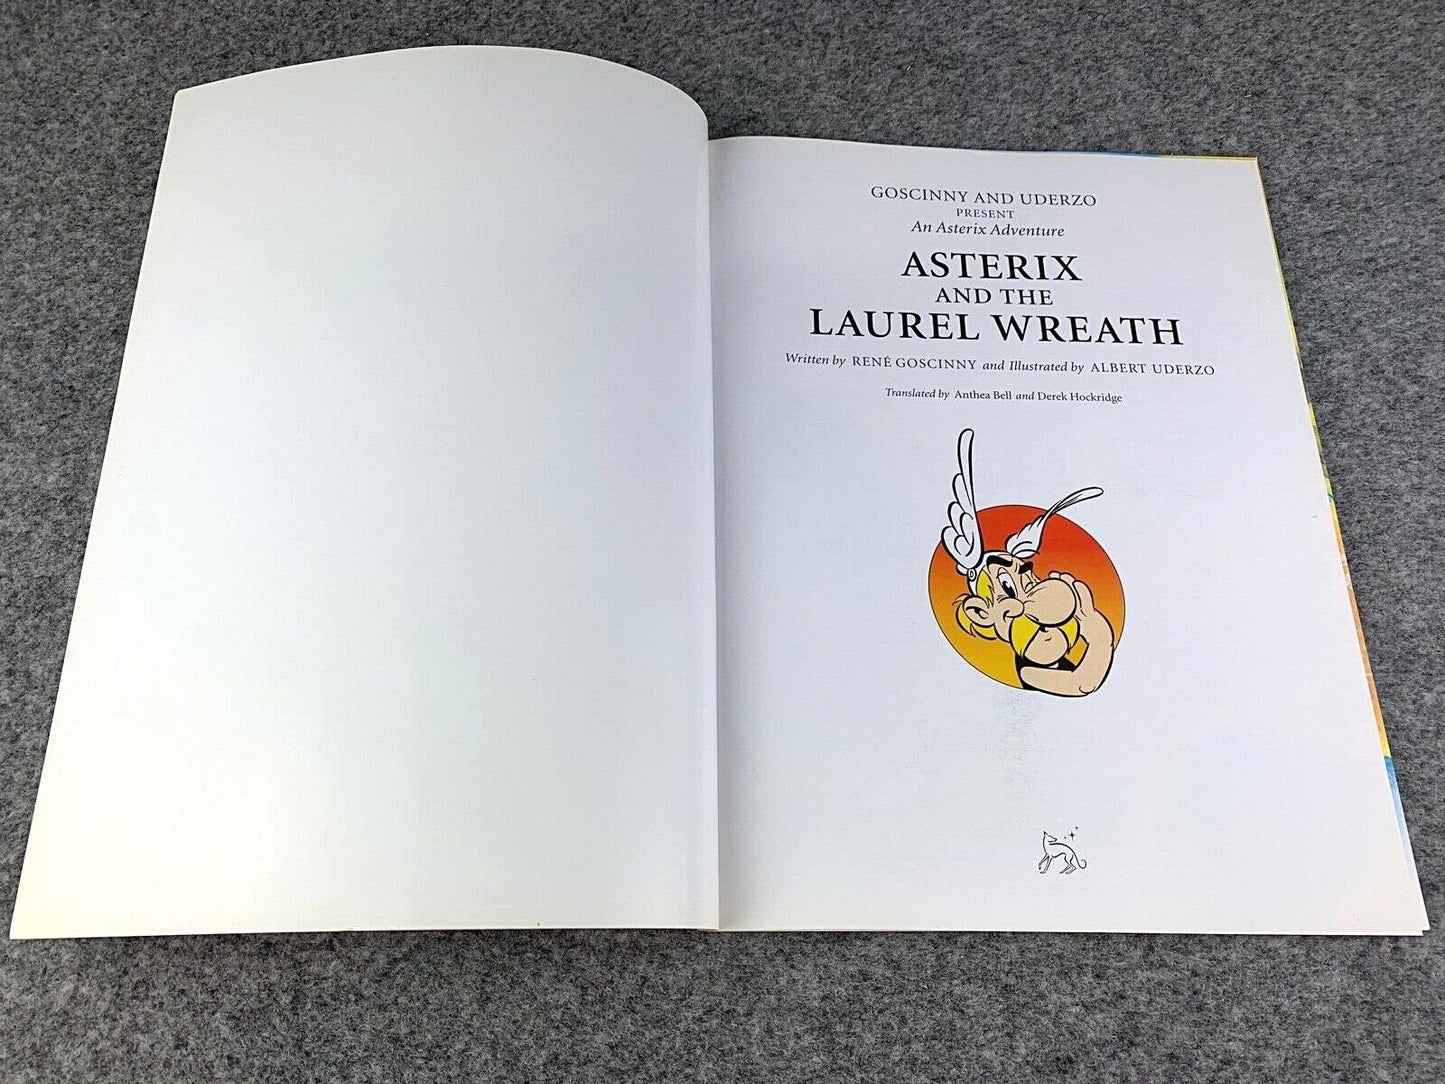 GOSCINNY AND UDERZO
PRESENT
An Asterix Adventure
ASTERIX
AND THE
LAUREL WREATH
Written by RENÉ GOSCINNY and Illustrated by ALBERT UDERZO
Translated by Anthea Bell and Derek Hockridge